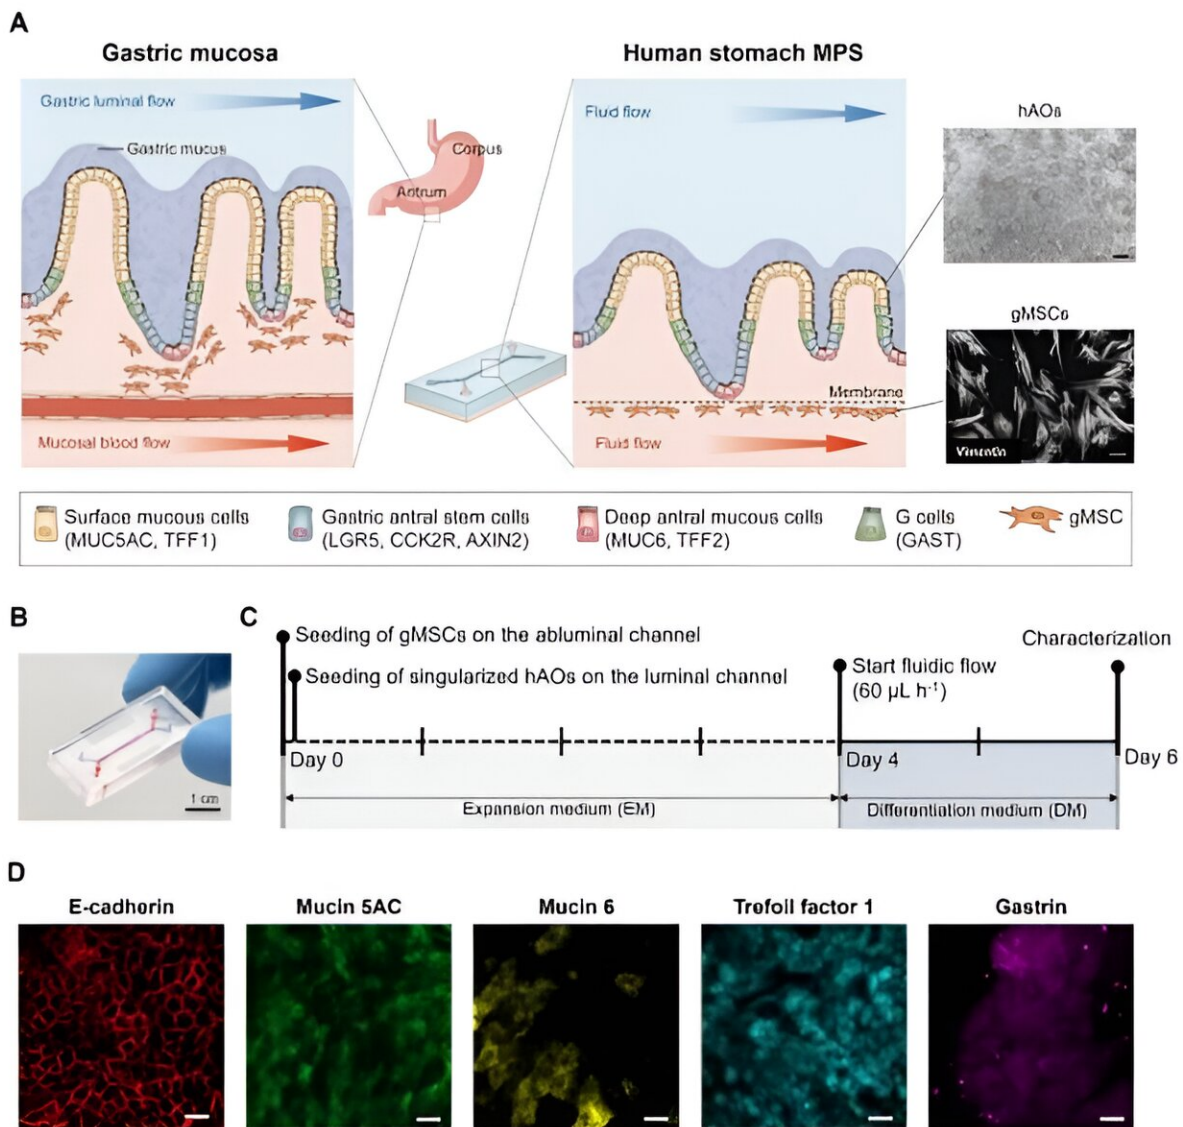 A
Gastric mucosa
Human stomach MPS
Gastric luminal flow
Gastric mucus
Corpus
Antrum
Mucosal blood flow
Fluid flow
Membrane
Fluid flow
hAOs
gMSCs
Vimentin
Surface mucous cells
(MUC5AC, TFF1)
Gastric antral stem cells
(LGR5, CCK2R, AXIN2)
Deep antral mucous cells
(MUC6, TFF2)
G cells
(GAST)
gMSC
B
1 cm
C
Seeding of gMSCs on the abluminal channel
Seeding of singularized hAOs on the luminal channel
Start fluidic flow
(60 µL h⁻¹)
Characterization
Day 0
Day 4
Day 6
Expansion medium (EM)
Differentiation medium (DM)
D
E-cadherin
Mucin 5AC
Mucin 6
Trefoil factor 1
Gastrin